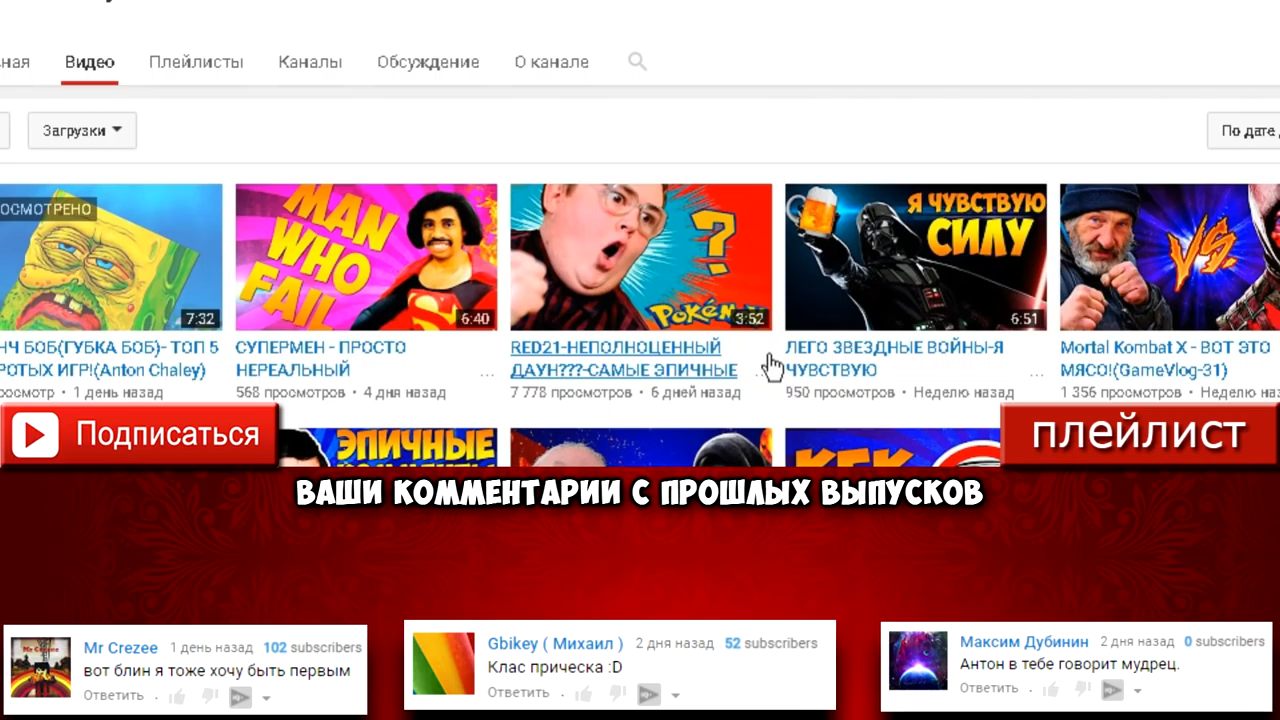 ная Видео Плейлисты Каналы Обсуждение О канале
Загрузки По дате
ОСМОТРЕНО
7:32
MAN
WHO
FAIL
6:40
?
3:52
Я ЧУВСТВУЮ
СИЛУ
6:51
VS.
НЧ БОБ(ГУБКА БОБ)- ТОП 5
РОТЫХ ИГР!(Anton Chaley)
росмотр • 1 день назад
СУПЕРМЕН - ПРОСТО
НЕРЕАЛЬНЫЙ ...
568 просмотров • 4 дня назад
RED21-НЕПОЛНОЦЕННЫЙ
ДАУН???-САМЫЕ ЭПИЧНЫЕ
7 778 просмотров • 6 дней назад
ЛЕГО ЗВЕЗДНЫЕ ВОЙНЫ-Я
ЧУВСТВУЮ ...
950 просмотров • Неделю назад
Mortal Kombat X - ВОТ ЭТО
МЯСО!(GameVlog-31)
1 356 просмотров • Неделю наз
Подписаться
плейлист
ЭПИЧНЫЕ
ВАШИ КОММЕНТАРИИ С ПРОШЛЫХ ВЫПУСКОВ
Mr Crezee 1 день назад 102 subscribers
вот блин я тоже хочу быть первым
Ответить
Gbikey ( Михаил ) 2 дня назад 52 subscribers
Клас прическа :D
Ответить
Максим Дубинин 2 дня назад 0 subscribers
Антон в тебе говорит мудрец.
Ответить